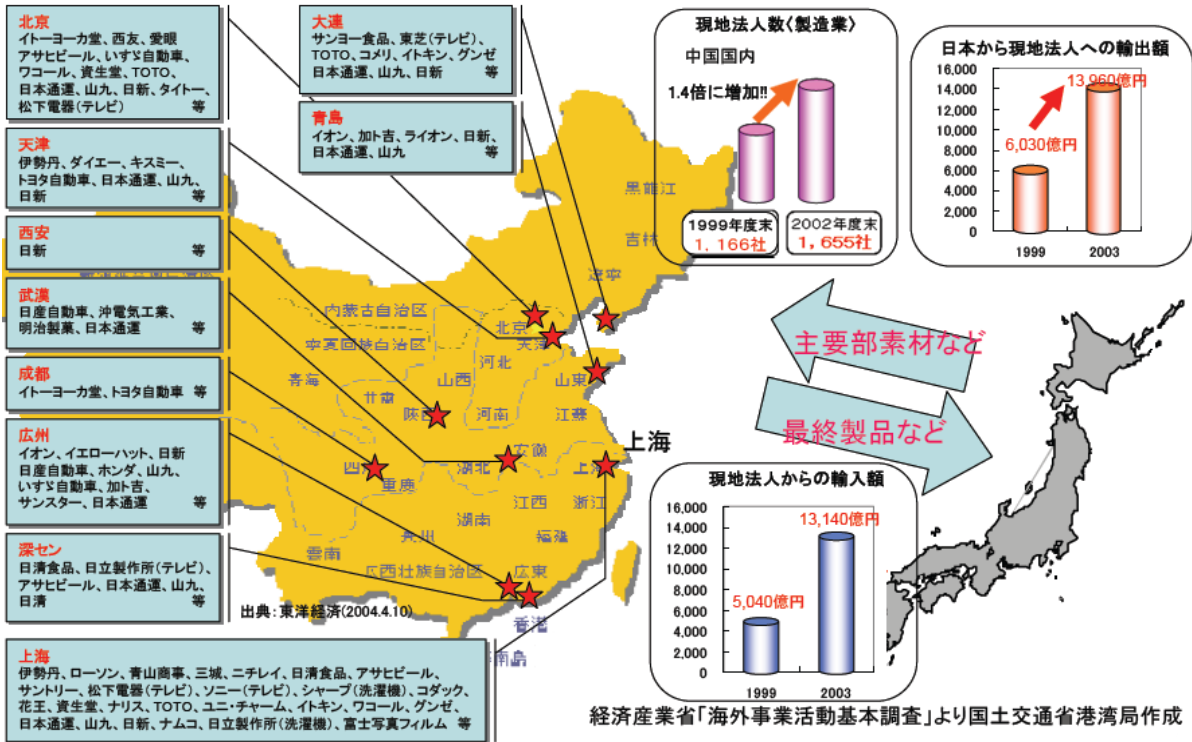 北京
イトーヨーカ堂、西友、愛眼
アサヒビール、いすゞ自動車、
ワコール、資生堂、TOTO、
日本通運、山九、日新、タイトー、
松下電器(テレビ) 等
天津
伊勢丹、ダイエー、キスミー、
トヨタ自動車、日本通運、山九、
日新 等
西安
日新 等
武漢
日産自動車、沖電気工業、
明治製菓、日本通運 等
成都
イトーヨーカ堂、トヨタ自動車 等
広州
イオン、イエローハット、日新
日産自動車、ホンダ、山九、
いすゞ自動車、加ト吉、
サンスター、日本通運 等
深セン
日清食品、日立製作所(テレビ)、
アサヒビール、日本通運、山九、
日清 等
上海
伊勢丹、ローソン、青山商事、三城、ニチレイ、日清食品、アサヒビール、
サントリー、松下電器(テレビ)、ソニー(テレビ)、シャープ(洗濯機)、コダック、
花王、資生堂、ナリス、TOTO、ユニ・チャーム、イトキン、ワコール、グンゼ、
日本通運、山九、日新、ナムコ、日立製作所(洗濯機)、富士写真フィルム 等
大連
サンヨー食品、東芝(テレビ)、
TOTO、コメリ、イトキン、グンゼ
日本通運、山九、日新 等
青島
イオン、加ト吉、ライオン、日新、
日本通運、山九 等
黒龍江
吉林
遼寧
内蒙古自治区
北京
天津
寧夏回族自治区
河北
青海
山西
山東
甘粛
陝西
河南
江蘇
安徽
上海
上海
湖北
重慶
江西
浙江
湖南
福建
雲南
広西壮族自治区
広東
香港
南島
出典:東洋経済(2004.4.10)
現地法人数〈製造業〉
中国国内
1.4倍に増加!!
1999年度末
1,166社
2002年度末
1,655社
日本から現地法人への輸出額
16,000
14,000
12,000
10,000
8,000
6,000
4,000
2,000
0
6,030億円
13,960億円
1999
2003
主要部素材など
最終製品など
現地法人からの輸入額
16,000
14,000
12,000
10,000
8,000
6,000
4,000
2,000
0
5,040億円
13,140億円
1999
2003
経済産業省「海外事業活動基本調査」より国土交通省港湾局作成